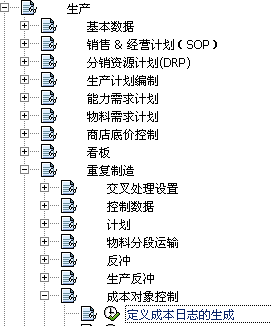 生产
基本数据
销售 & 经营计划 ( SOP )
分销资源计划(DRP)
生产计划编制
能力需求计划
物料需求计划
商店底价控制
看板
重复制造
交叉处理设置
控制数据
计划
物料分段运输
反冲
生产反冲
成本对象控制
定义成本日志的生成